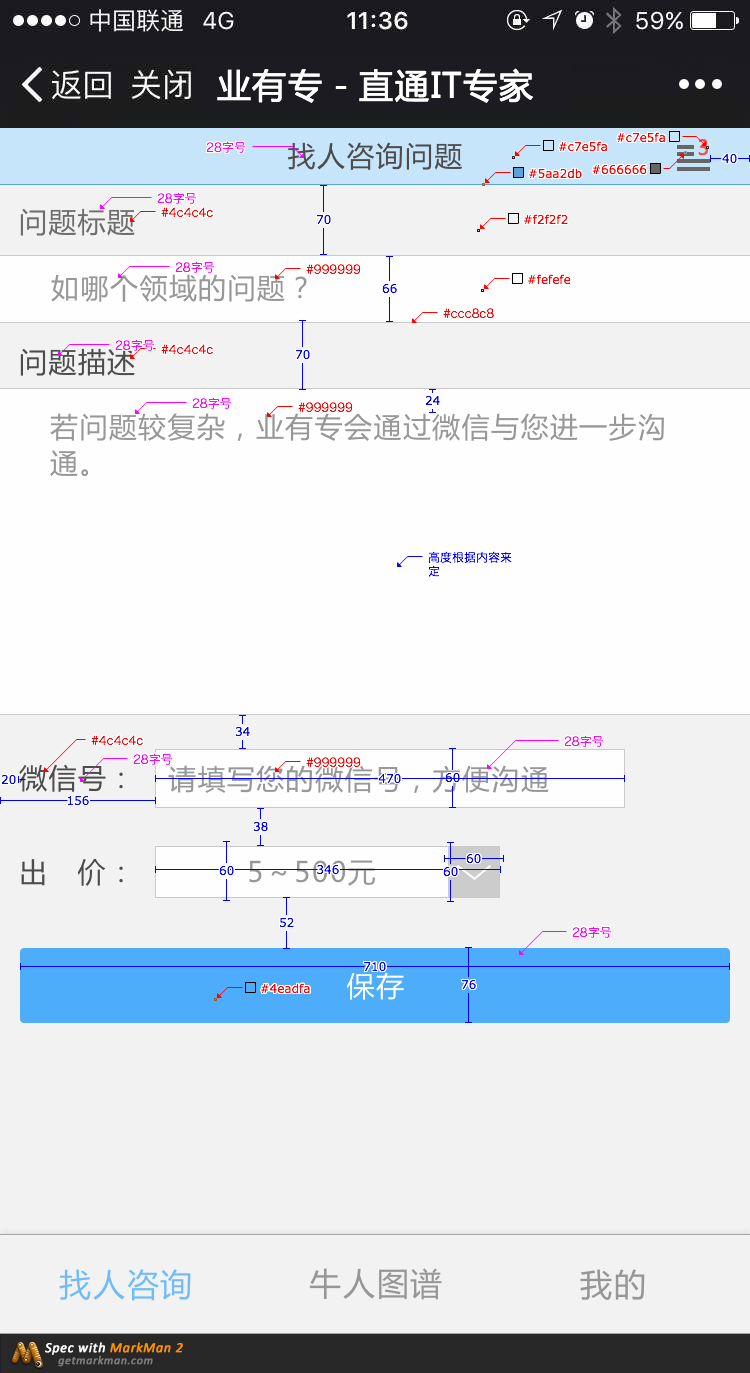 中国联通 4G 11:36 59%
返回 关闭 业有专 - 直通IT专家
28字号 找人咨询问题 #c7e5fa #c7e5fa 3
#5aa2db #666666 40
28字号
问题标题 #4c4c4c 70 #f2f2f2
28字号 #999999
如哪个领域的问题？ 66 #fefefe
#ccc8c8
28字号 #4c4c4c 70
问题描述
28字号 #999999 24
若问题较复杂，业有专会通过微信与您进一步沟
通。
高度根据内容来
定
34
#4c4c4c 28字号
28字号 #999999
20 微信号： 请填写您的微信号，方便沟通 470 60
156
38
60
出 价： 60 5～500元 346 60
52
28字号
710
#4eadfa 保存 76
找人咨询 牛人图谱 我的
Spec with MarkMan 2
getmarkman.com